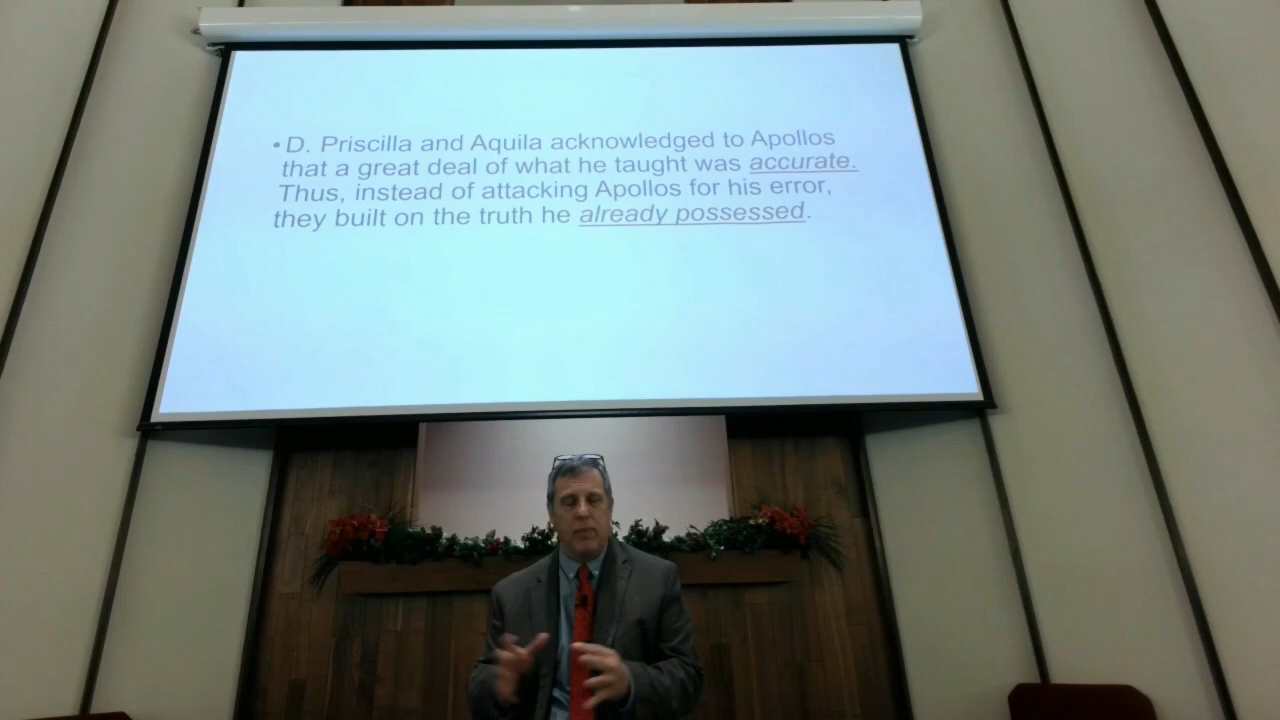 • D. Priscilla and Aquila acknowledged to Apollos
that a great deal of what he taught was accurate.
Thus, instead of attacking Apollos for his error,
they built on the truth he already possessed.